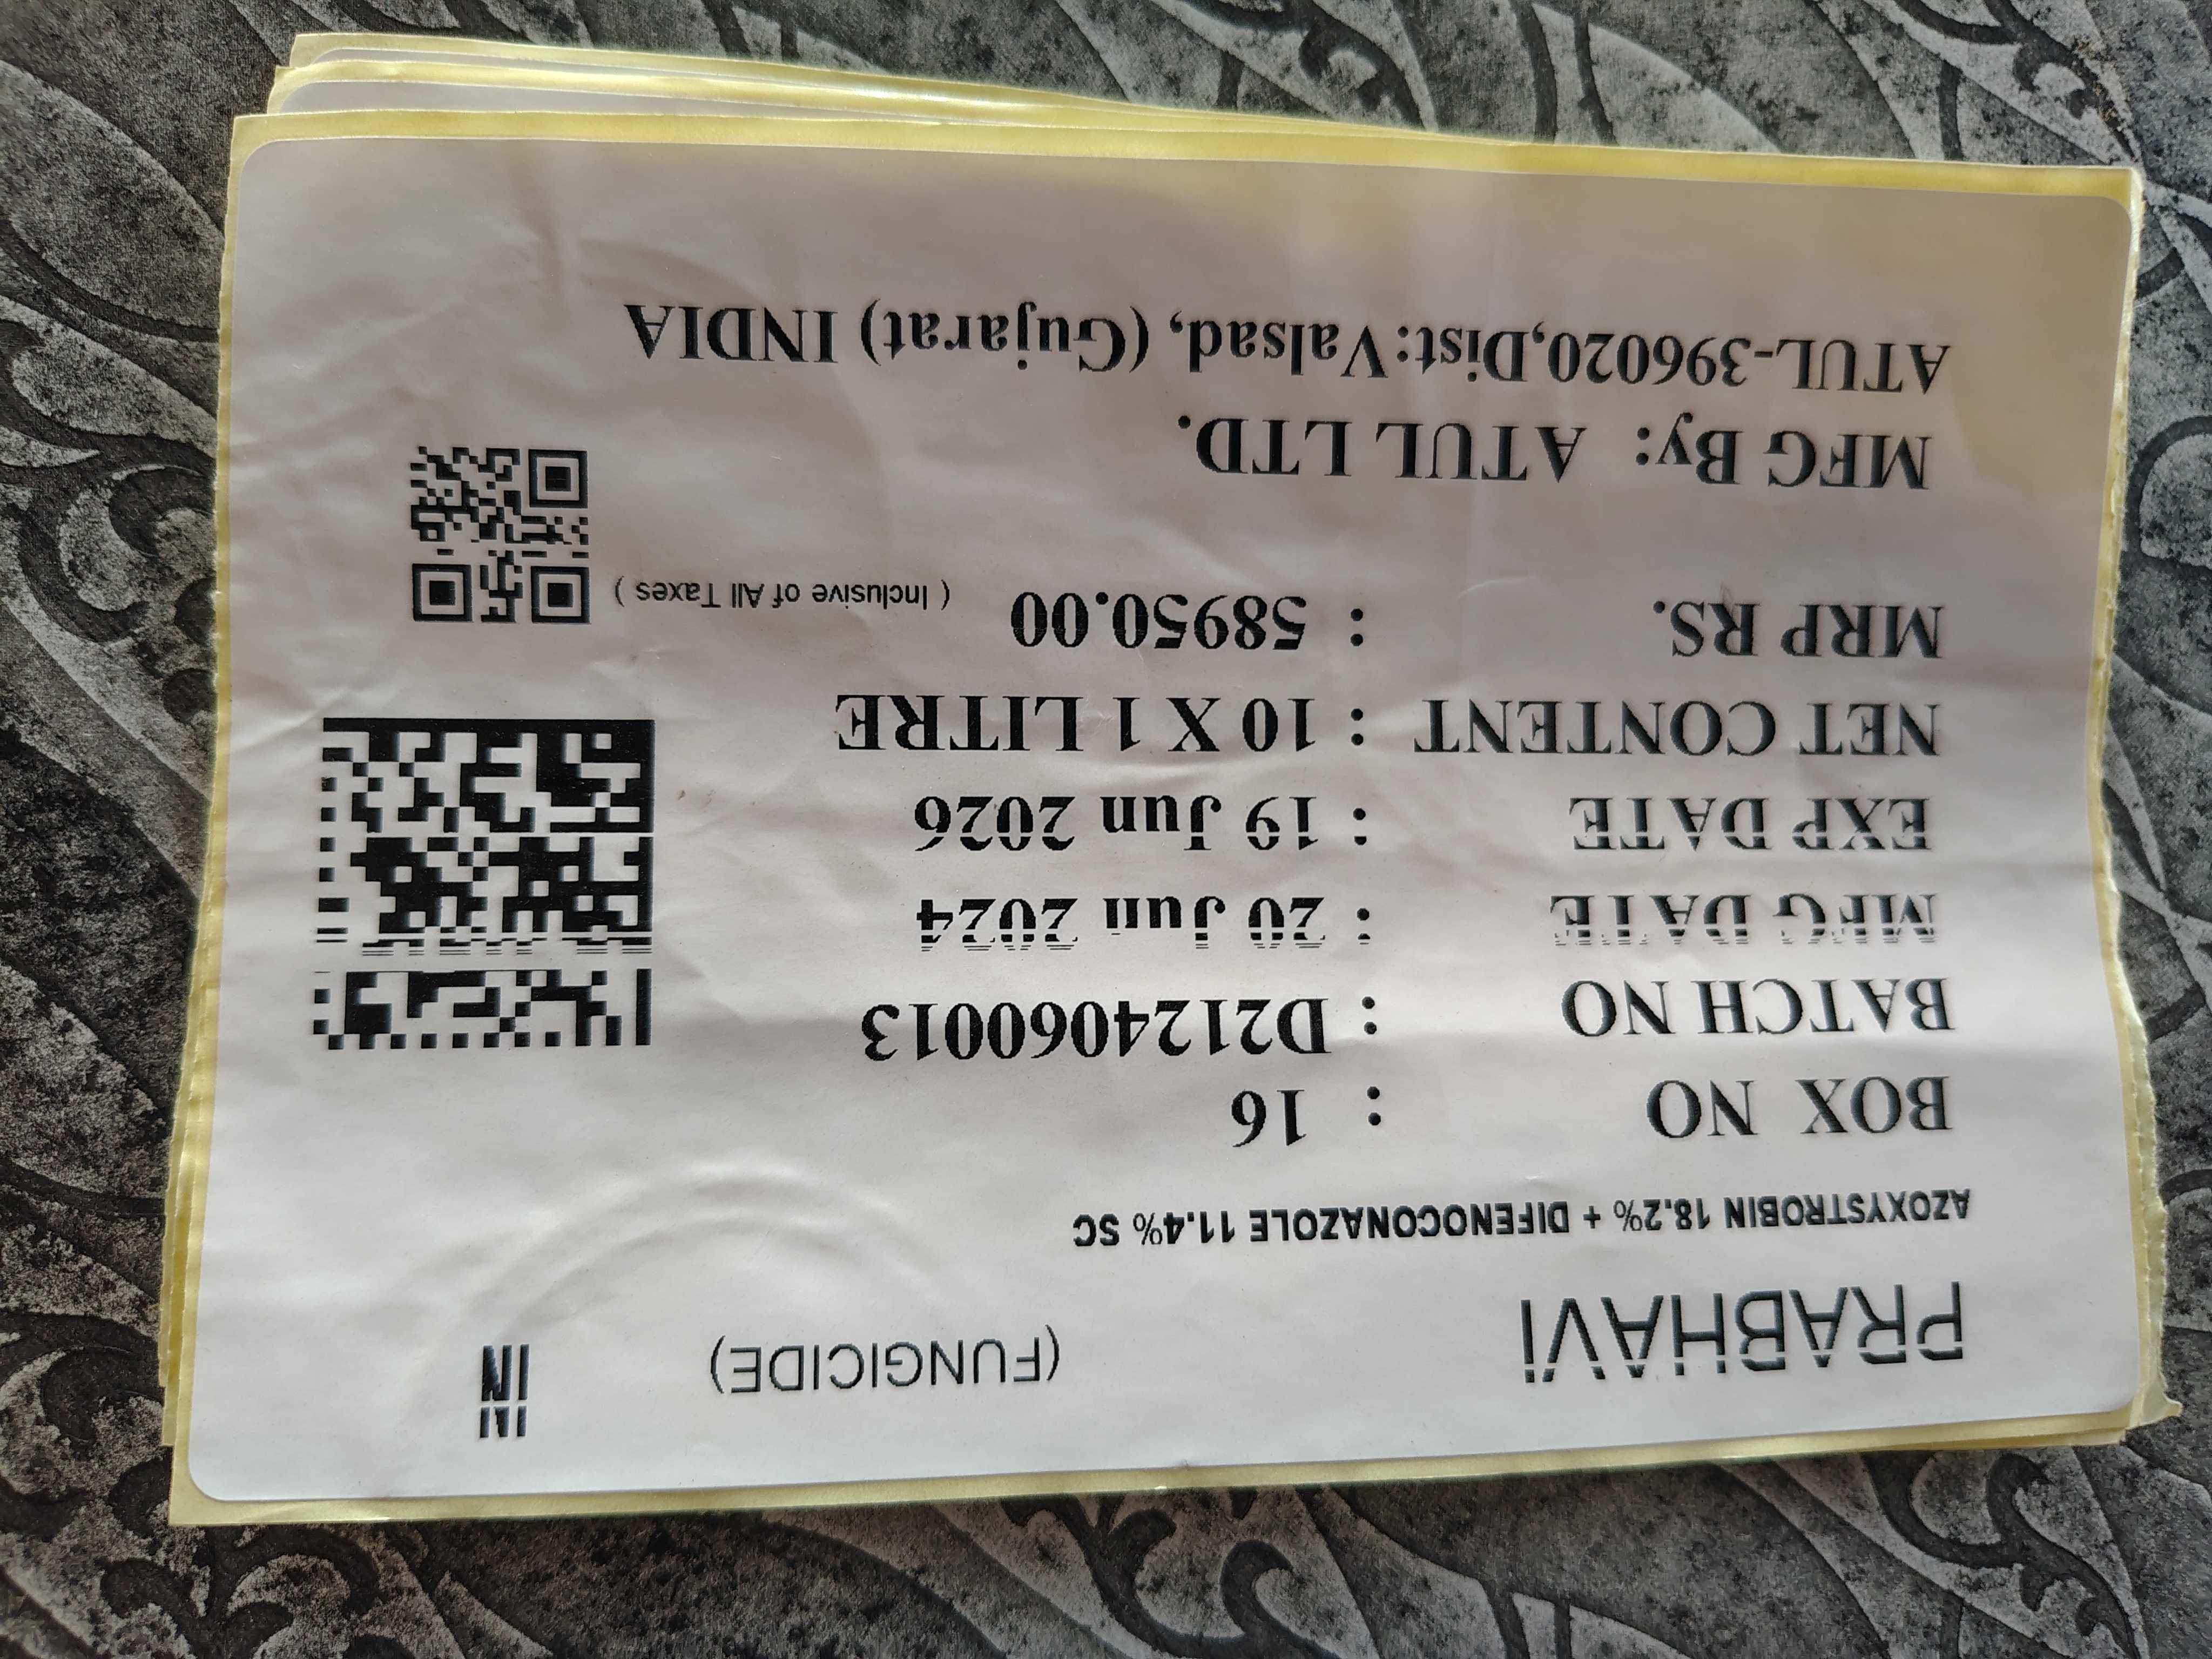 PRABHAVI (FUNGICIDE) IN
AZOXYSTROBIN 18.2% + DIFENOCONAZOLE 11.4% SC
BOX NO : 16
BATCH NO : D2124060013
MFG DATE : 20 Jun 2024
EXP DATE : 19 Jun 2026
NET CONTENT : 10 X 1 LITRE
MRP RS. : 58950.00 ( Inclusive of All Taxes )
MFG By: ATUL LTD.
ATUL-396020,Dist:Valsad, (Gujarat) INDIA